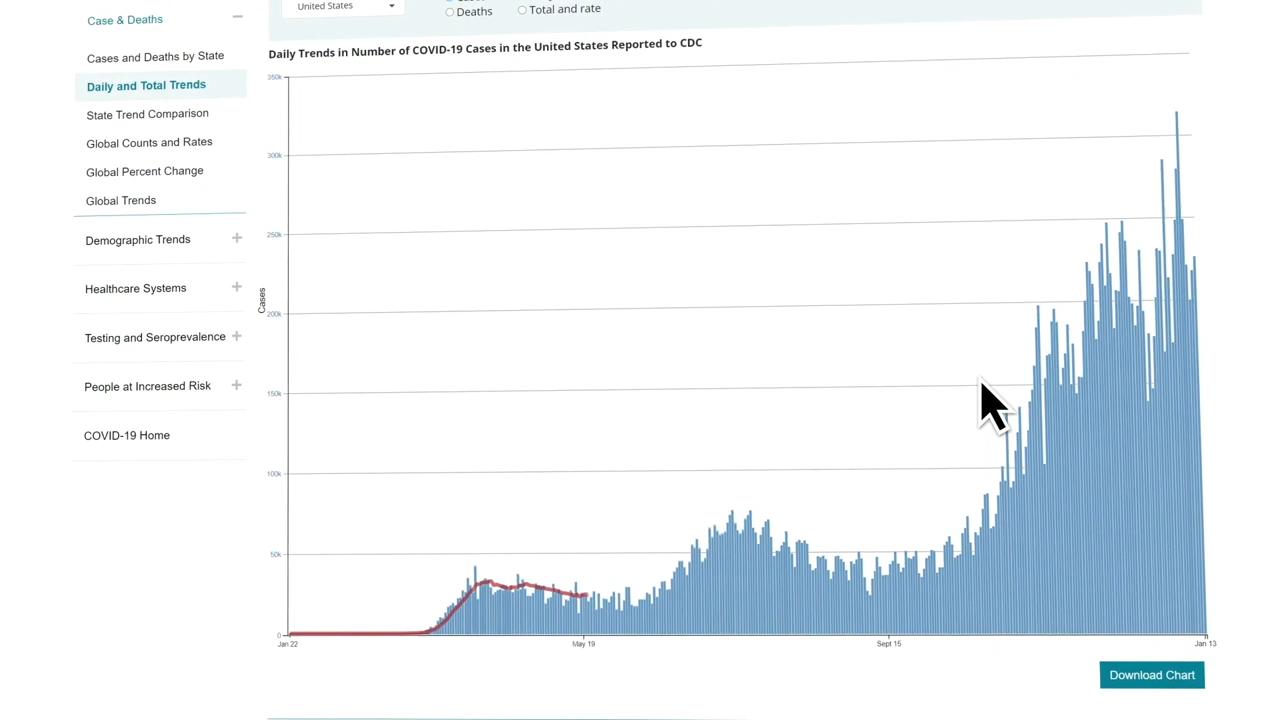 United States
Deaths
Total and rate
Case & Deaths
Cases and Deaths by State
Daily and Total Trends
State Trend Comparison
Global Counts and Rates
Global Percent Change
Global Trends
Demographic Trends
Healthcare Systems
Testing and Seroprevalence
People at Increased Risk
COVID-19 Home
Daily Trends in Number of COVID-19 Cases in the United States Reported to CDC
350k
300k
250k
200k
150k
100k
50k
0
Cases
Jan 22
May 19
Sept 15
Jan 13
Download Chart